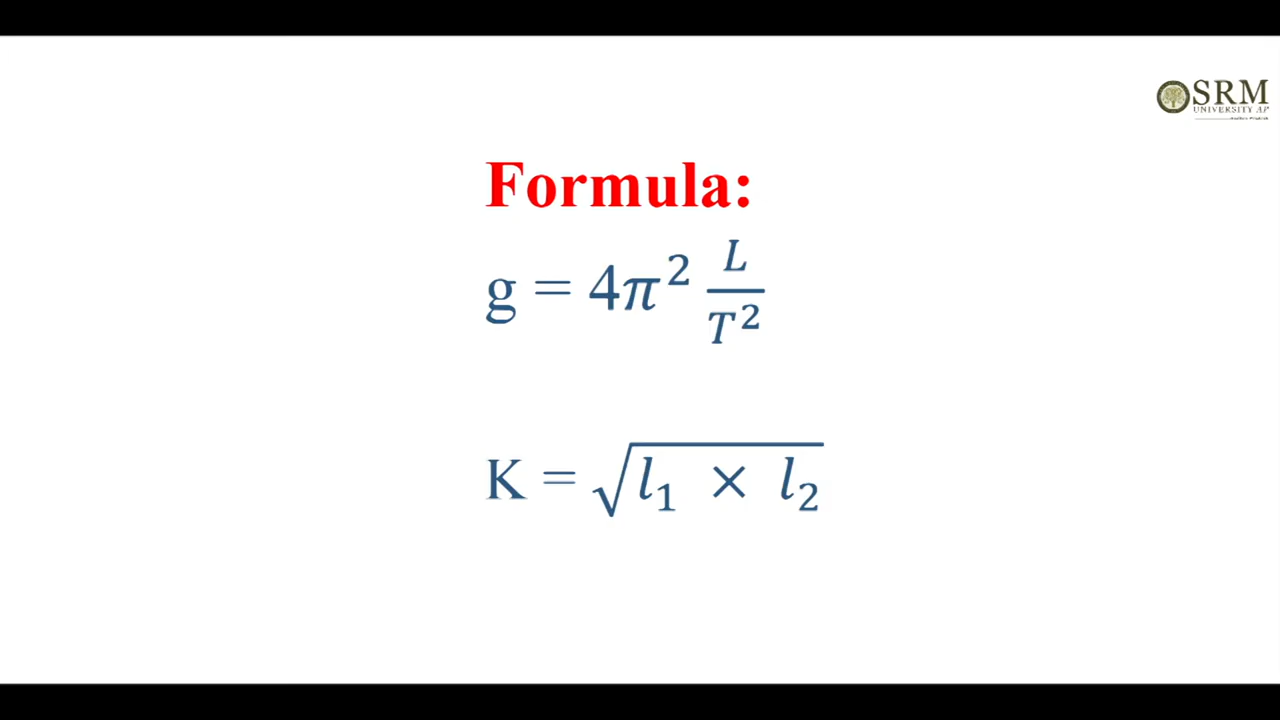 SRM
UNIVERSITY AP
Formula:
g = 4π² L/T²
K = √(l₁ × l₂)